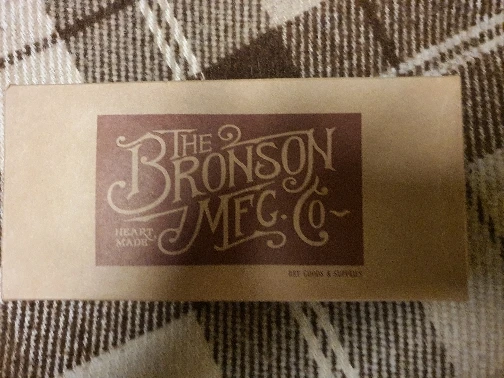 THE
BRONSON
MFG. Co
HEART
MADE
DRY GOODS & SUPPLIES